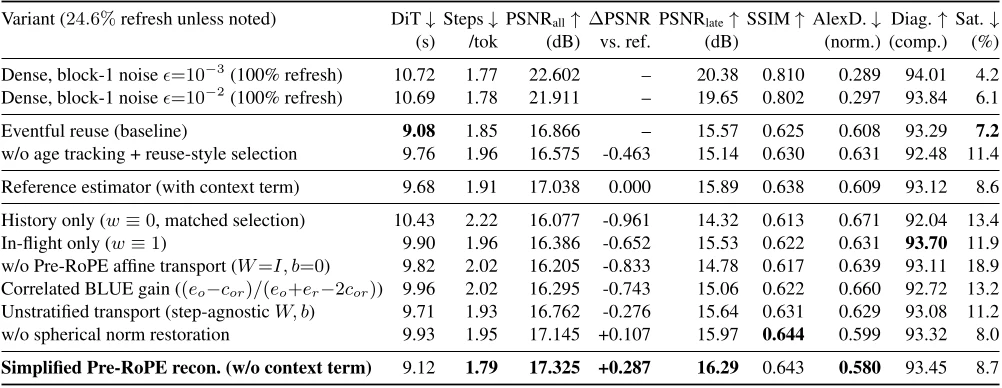 Variant (24.6% refresh unless noted) DiT ↓ Steps ↓ PSNR_all ↑ ΔPSNR PSNR_late ↑ SSIM ↑ AlexD. ↓ Diag. ↑ Sat. ↓
(s) /tok (dB) vs. ref. (dB) (norm.) (comp.) (%)
Dense, block-1 noise ϵ=10⁻³ (100% refresh) 10.72 1.77 22.602 – 20.38 0.810 0.289 94.01 4.2
Dense, block-1 noise ϵ=10⁻² (100% refresh) 10.69 1.78 21.911 – 19.65 0.802 0.297 93.84 6.1
Eventful reuse (baseline) 9.08 1.85 16.866 – 15.57 0.625 0.608 93.29 7.2
w/o age tracking + reuse-style selection 9.76 1.96 16.575 -0.463 15.14 0.630 0.631 92.48 11.4
Reference estimator (with context term) 9.68 1.91 17.038 0.000 15.89 0.638 0.609 93.12 8.6
History only (w ≡ 0, matched selection) 10.43 2.22 16.077 -0.961 14.32 0.613 0.671 92.04 13.4
In-flight only (w ≡ 1) 9.90 1.96 16.386 -0.652 15.53 0.622 0.631 93.70 11.9
w/o Pre-RoPE affine transport (W=I, b=0) 9.82 2.02 16.205 -0.833 14.78 0.617 0.639 93.11 18.9
Correlated BLUE gain ((e_o−c_or)/(e_o+e_r−2c_or)) 9.96 2.02 16.295 -0.743 15.06 0.622 0.660 92.72 13.2
Unstratified transport (step-agnostic W, b) 9.71 1.93 16.762 -0.276 15.64 0.631 0.629 93.08 11.2
w/o spherical norm restoration 9.93 1.95 17.145 +0.107 15.97 0.644 0.599 93.32 8.0
Simplified Pre-RoPE recon. (w/o context term) 9.12 1.79 17.325 +0.287 16.29 0.643 0.580 93.45 8.7